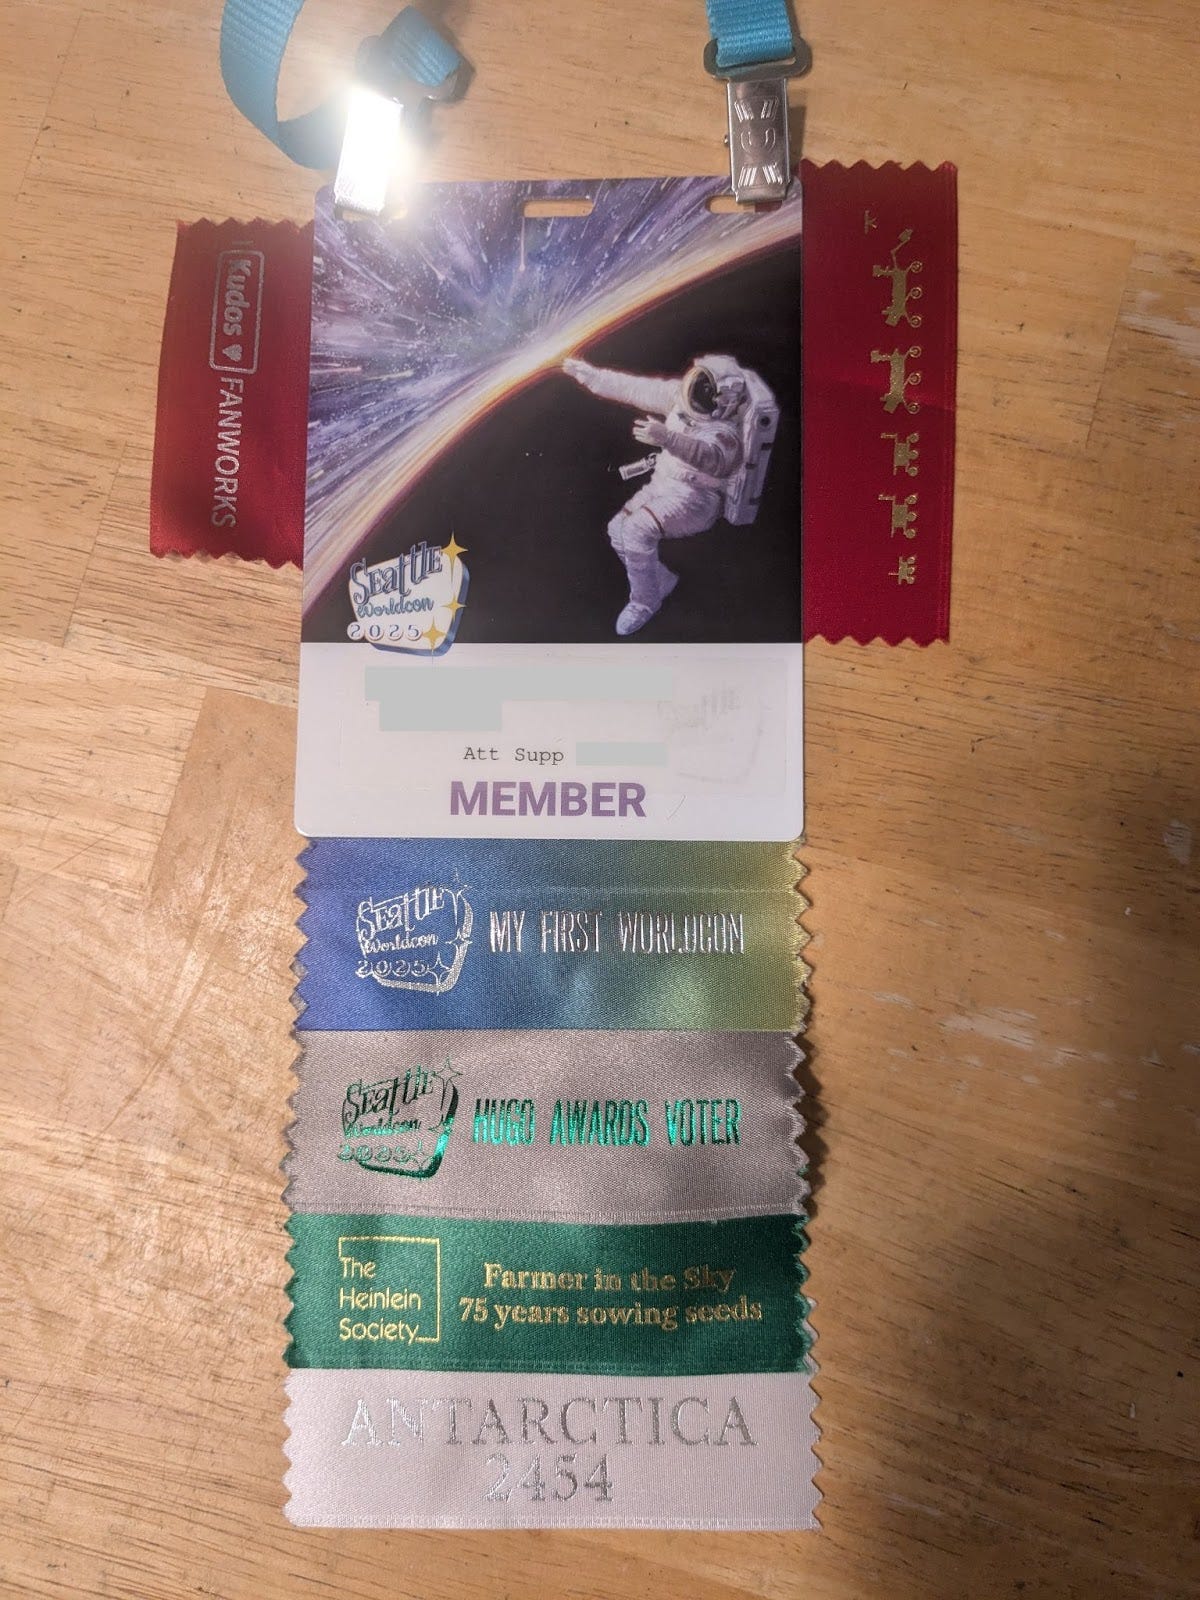 Kudos ♥ FANWORKS
Seattle
Worldcon
2025
Att Supp
MEMBER
Seattle
Worldcon
2025
MY FIRST WORLDCON
Seattle
Worldcon
2025
HUGO AWARDS VOTER
The
Heinlein
Society
Farmer in the Sky
75 years sowing seeds
ANTARCTICA
2454